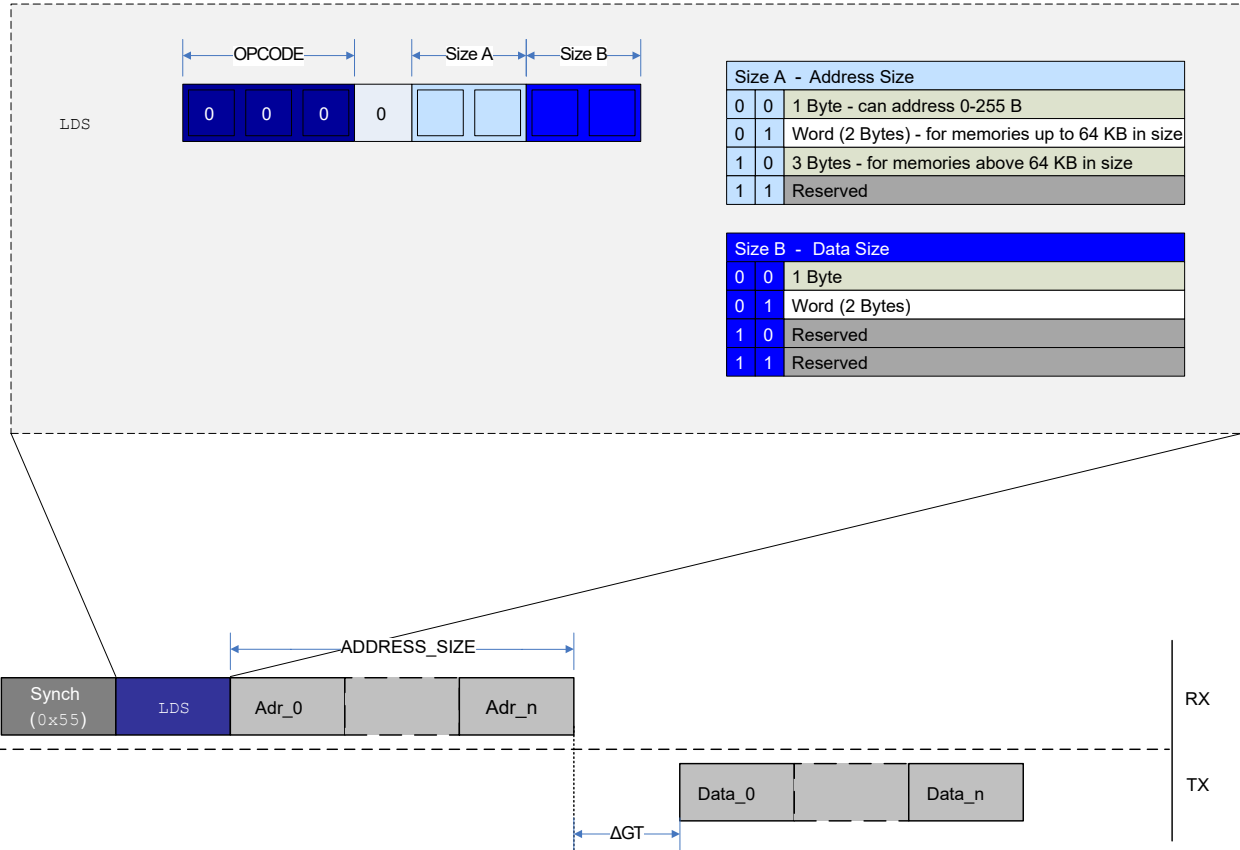 OPCODE Size A Size B
LDS 0 0 0 0
Size A - Address Size
0 0 1 Byte - can address 0-255 B
0 1 Word (2 Bytes) - for memories up to 64 KB in size
1 0 3 Bytes - for memories above 64 KB in size
1 1 Reserved
Size B - Data Size
0 0 1 Byte
0 1 Word (2 Bytes)
1 0 Reserved
1 1 Reserved
ADDRESS_SIZE
Synch
(0x55)
LDS Adr_0 Adr_n RX
Data_0 Data_n TX
ΔGT